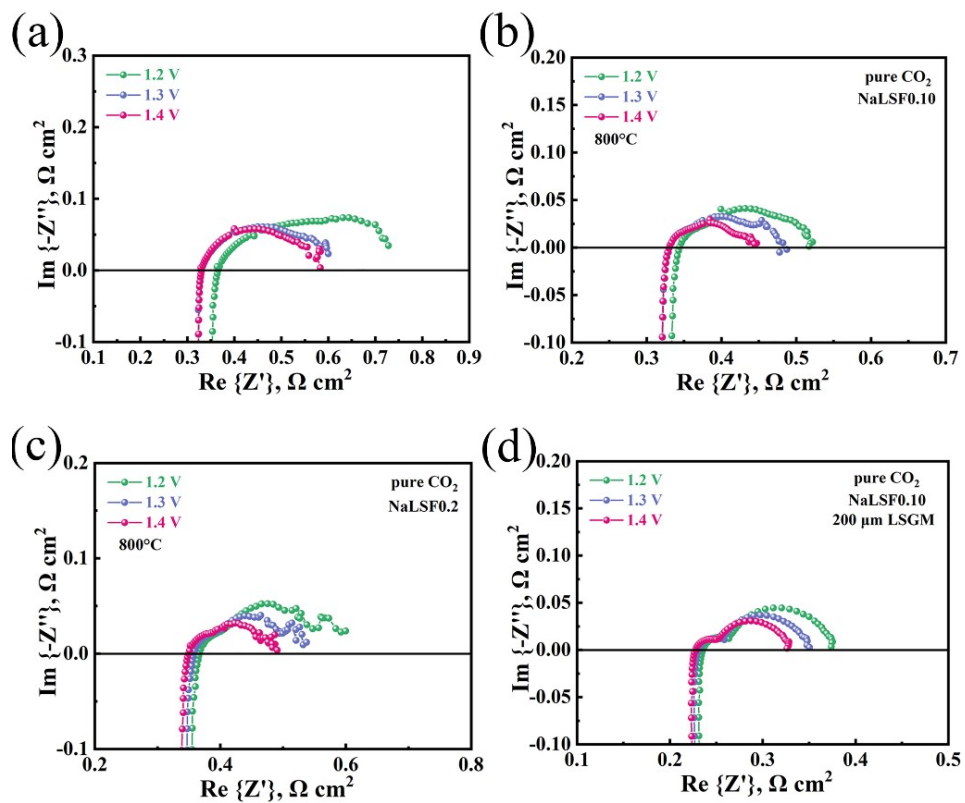 (a)
0.3
0.2
0.1
0.0
-0.1
Im {-Z''}, Ω cm²
1.2 V
1.3 V
1.4 V
0.1 0.2 0.3 0.4 0.5 0.6 0.7 0.8 0.9
Re {Z'}, Ω cm²
(b)
0.20
0.15
0.10
0.05
0.00
-0.05
-0.10
Im {-Z''}, Ω cm²
1.2 V
1.3 V
1.4 V
800°C
pure CO₂
NaLSF0.10
0.2 0.3 0.4 0.5 0.6 0.7
Re {Z'}, Ω cm²
(c)
0.2
0.1
0.0
-0.1
Im {-Z''}, Ω cm²
1.2 V
1.3 V
1.4 V
800°C
pure CO₂
NaLSF0.2
0.2 0.4 0.6 0.8
Re {Z'}, Ω cm²
(d)
0.20
0.15
0.10
0.05
0.00
-0.05
-0.10
Im {-Z''}, Ω cm²
1.2 V
1.3 V
1.4 V
pure CO₂
NaLSF0.10
200 μm LSGM
0.1 0.2 0.3 0.4 0.5
Re {Z'}, Ω cm²